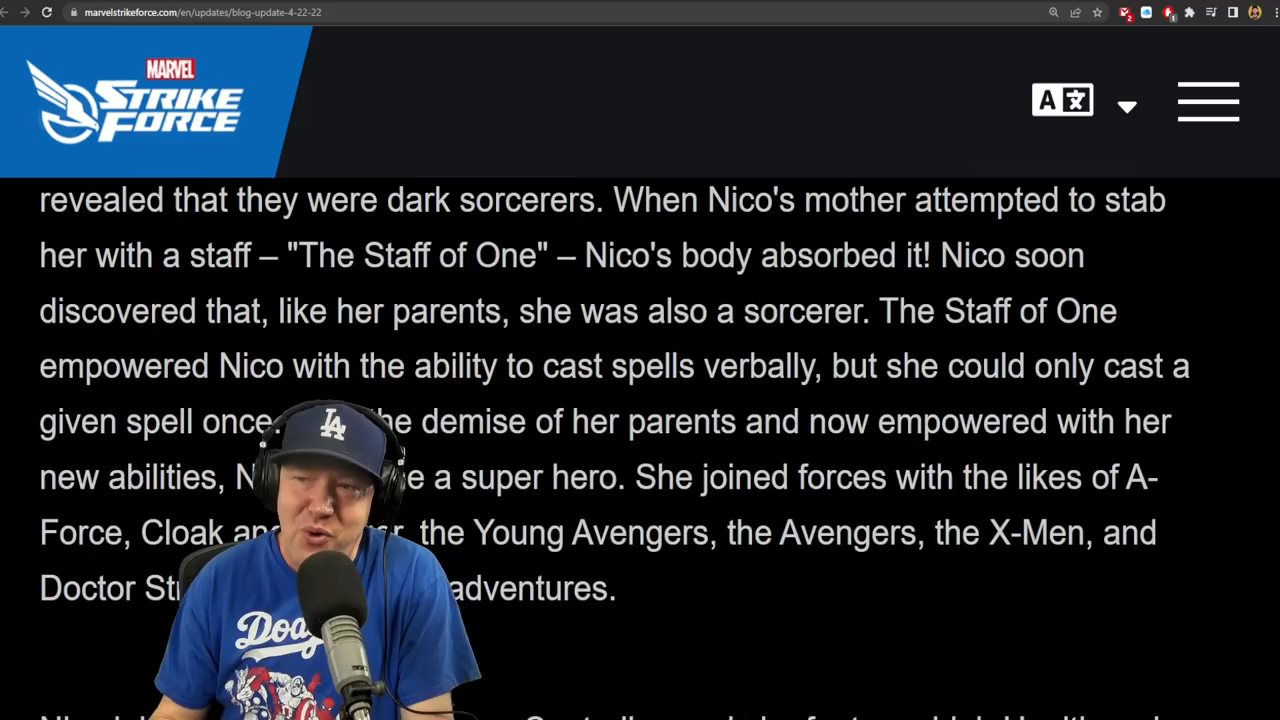 marvelstrikeforce.com/en/updates/blog-update-4-22-22
MARVEL
STRIKE
FORCE
A 文
revealed that they were dark sorcerers. When Nico's mother attempted to stab
her with a staff – "The Staff of One" – Nico's body absorbed it! Nico soon
discovered that, like her parents, she was also a sorcerer. The Staff of One
empowered Nico with the ability to cast spells verbally, but she could only cast a
given spell once. the demise of her parents and now empowered with her
new abilities, a super hero. She joined forces with the likes of A-
Force, Cloak the Young Avengers, the Avengers, the X-Men, and
Doctor adventures.
LA